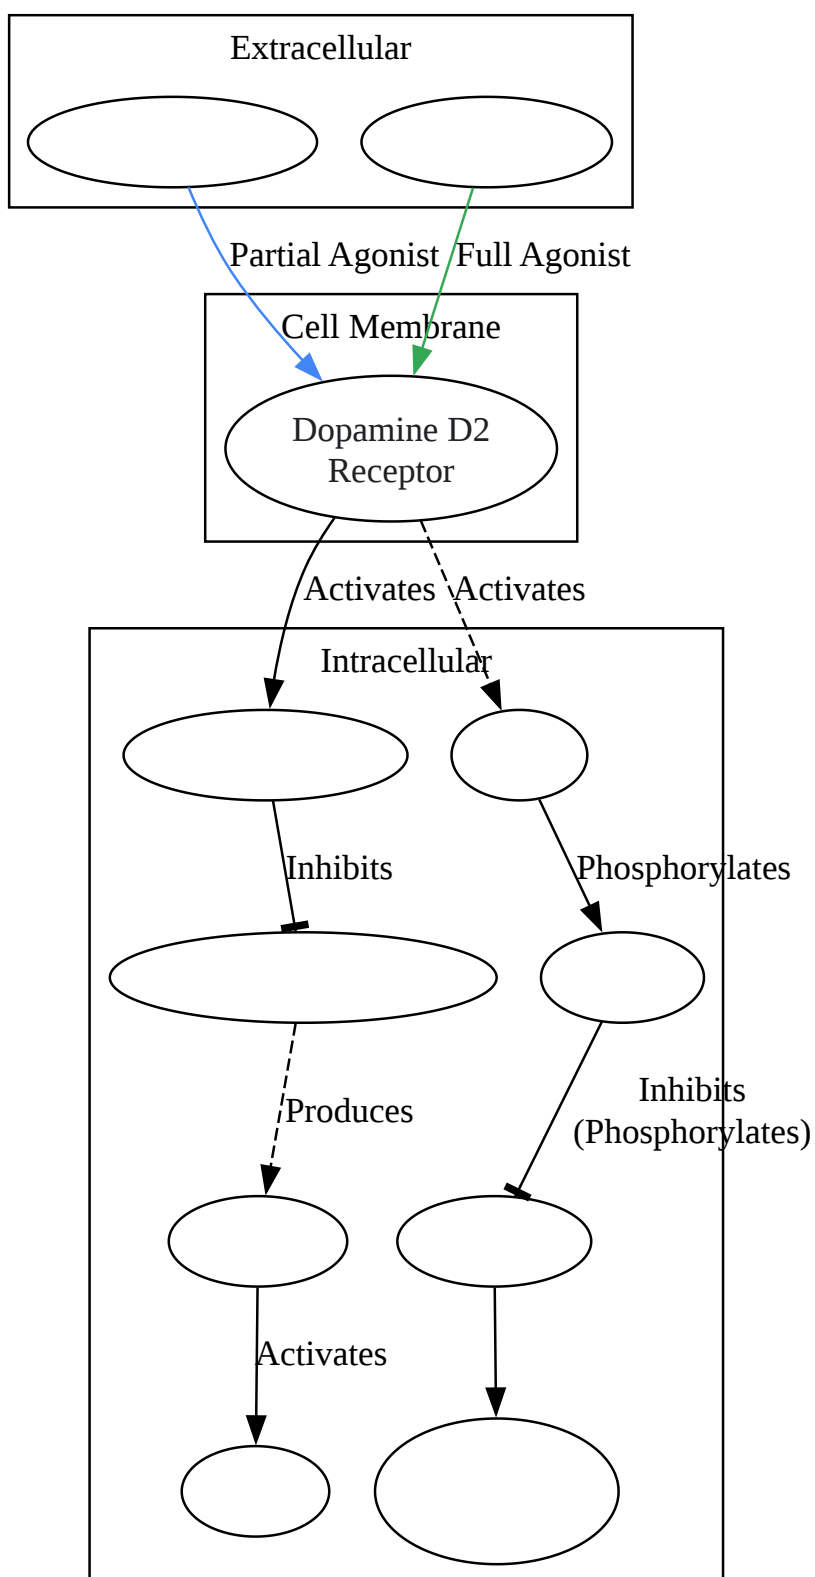 Extracellular
Partial Agonist
Full Agonist
Cell Membrane
Dopamine D2
Receptor
Activates
Activates
Intracellular
Inhibits
Phosphorylates
Produces
Inhibits
(Phosphorylates)
Activates